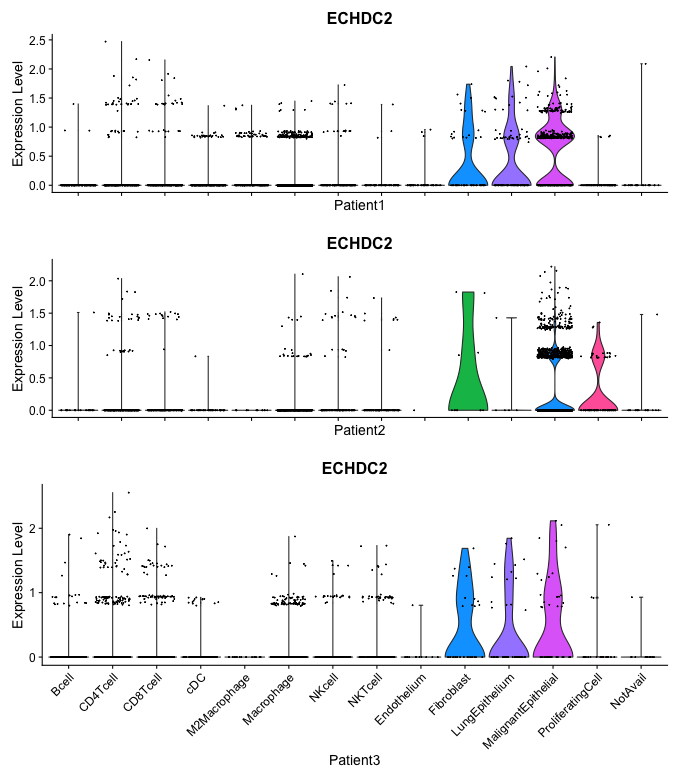 ECHDC2
Expression Level
2.5
2.0
1.5
1.0
0.5
0.0
Patient1
ECHDC2
Expression Level
2.0
1.5
1.0
0.5
0.0
Patient2
ECHDC2
Expression Level
2
1
0
Bcell
CD4Tcell
CD8Tcell
cDC
M2Macrophage
Macrophage
NKcell
NKTcell
Endothelium
Fibroblast
LungEpithelium
MalignantEpithelial
ProliferatingCell
NotAvail
Patient3